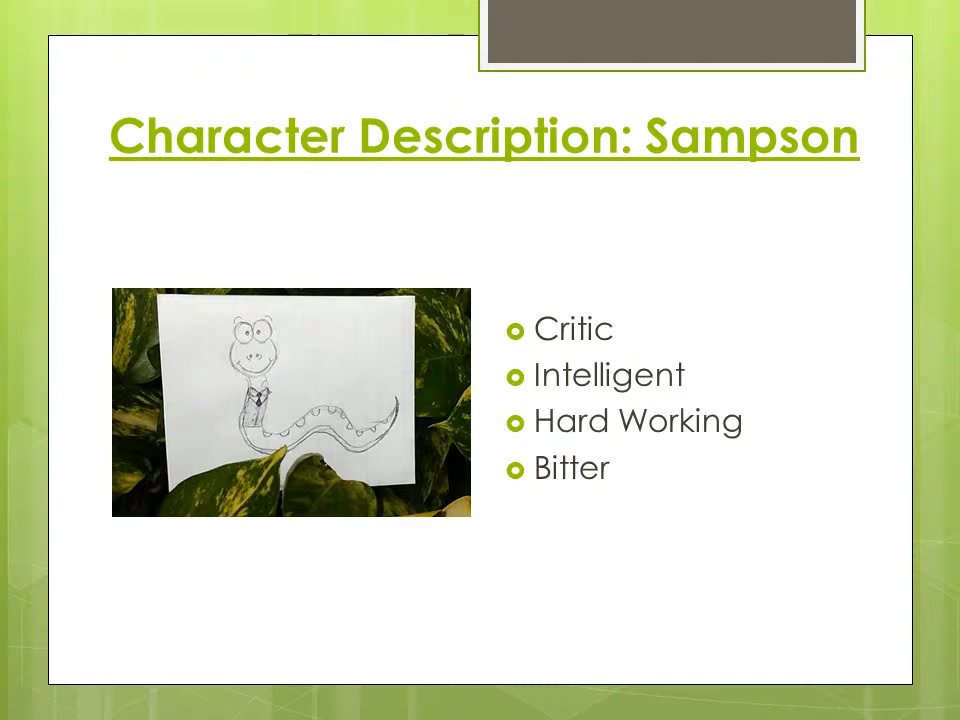 Character Description: Sampson
Critic
Intelligent
Hard Working
Bitter